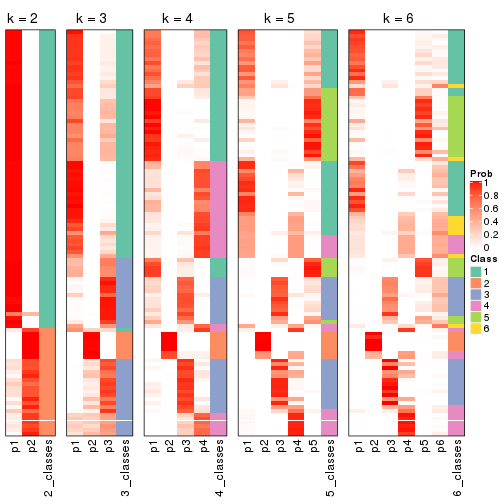 k = 2
k = 3
k = 4
k = 5
k = 6
p1
p2
2_classes
p1
p2
p3
3_classes
p1
p2
p3
p4
4_classes
p1
p2
p3
p4
p5
5_classes
p1
p2
p3
p4
p5
p6
6_classes
Prob
1
0.8
0.6
0.4
0.2
0
Class
1
2
3
4
5
6